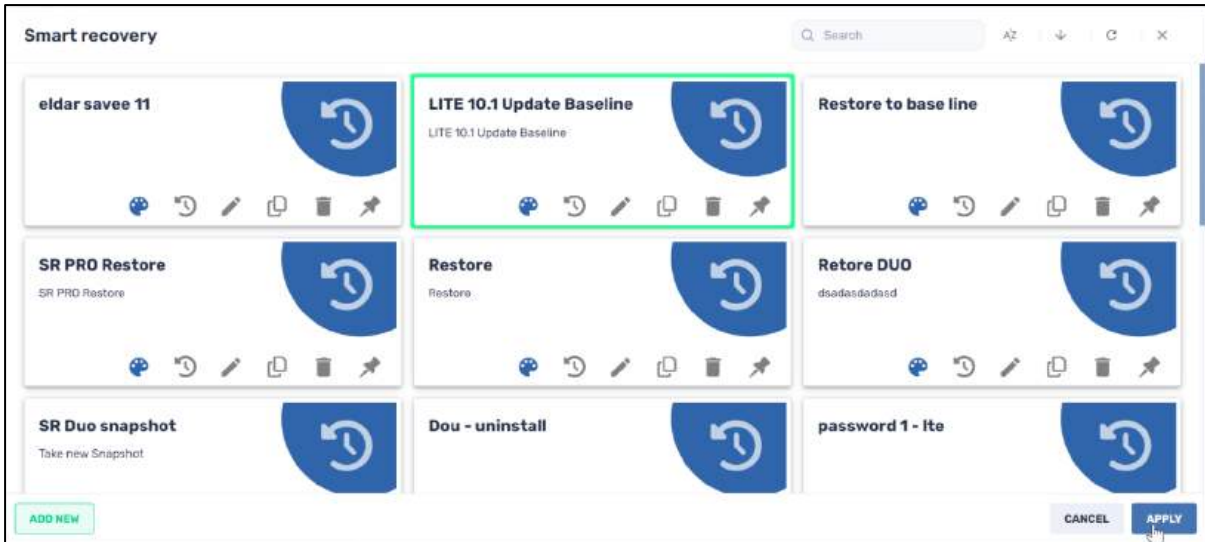 Smart recovery
Search
AZ
eldar savee 11
LITE 10.1 Update Baseline
LITE 10.1 Update Baseline
Restore to base line
SR PRO Restore
SR PRO Restore
Restore
Restore
Retore DUO
dsadasdadasd
SR Duo snapshot
Take new Snapshot
Dou - uninstall
password 1 - lte
ADD NEW
CANCEL
APPLY